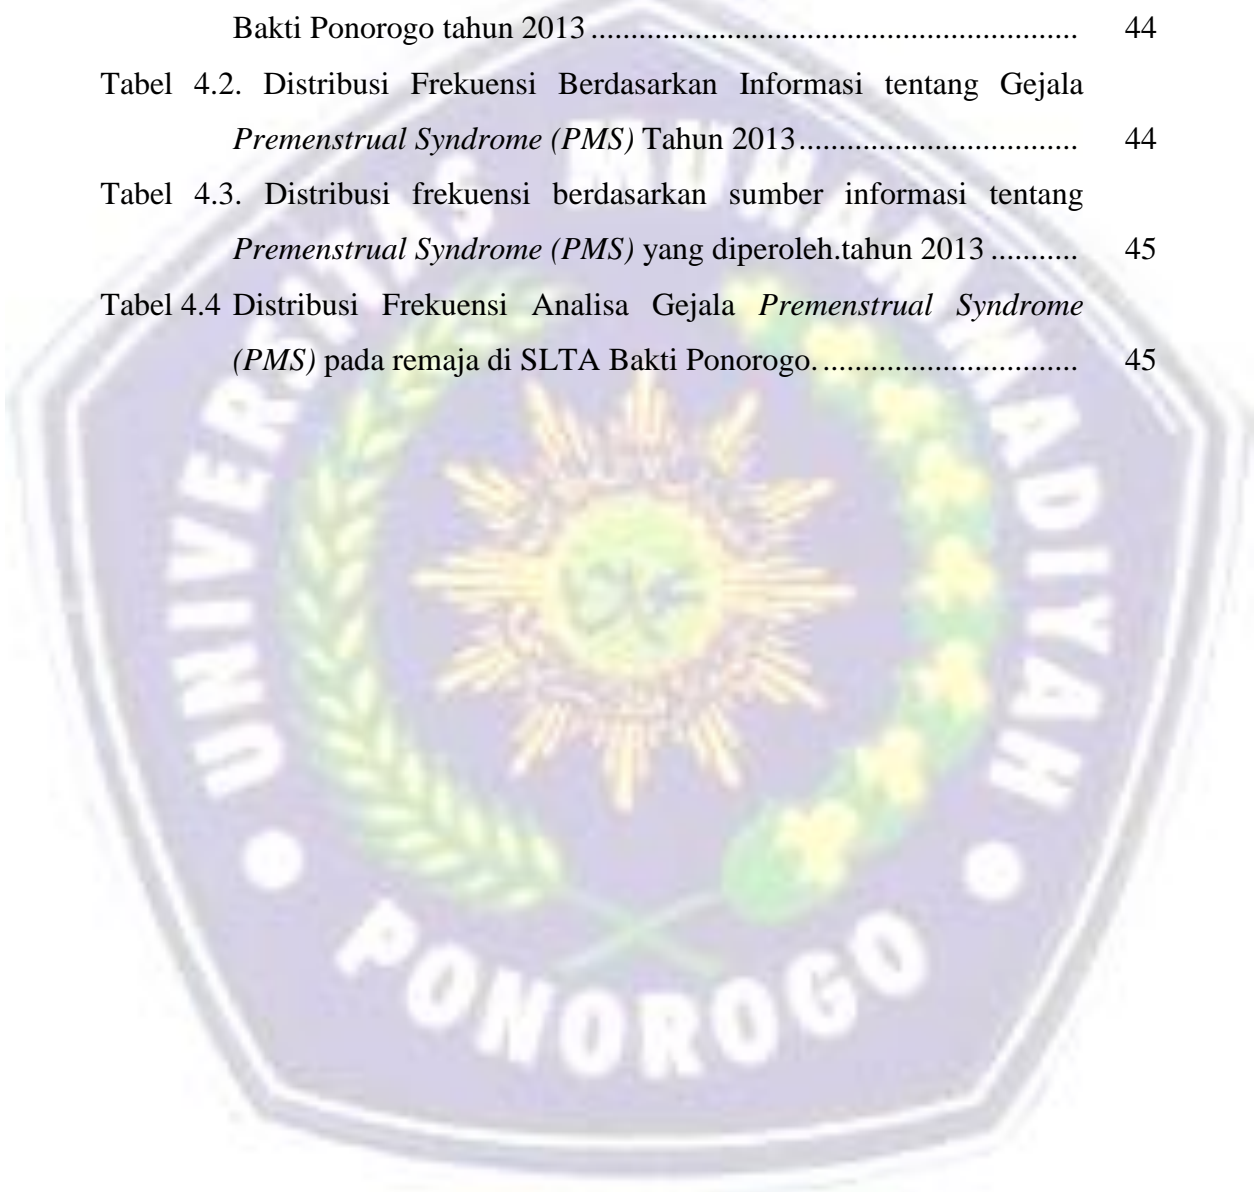 Bakti Ponorogo tahun 2013 ............................................................ 44
Tabel 4.2. Distribusi Frekuensi Berdasarkan Informasi tentang Gejala
Premenstrual Syndrome (PMS) Tahun 2013................................... 44
Tabel 4.3. Distribusi frekuensi berdasarkan sumber informasi tentang
Premenstrual Syndrome (PMS) yang diperoleh.tahun 2013 ........... 45
Tabel 4.4 Distribusi Frekuensi Analisa Gejala Premenstrual Syndrome
(PMS) pada remaja di SLTA Bakti Ponorogo. ................................ 45
UNIVERSITAS MUHAMMADIYAH
PONOROGO